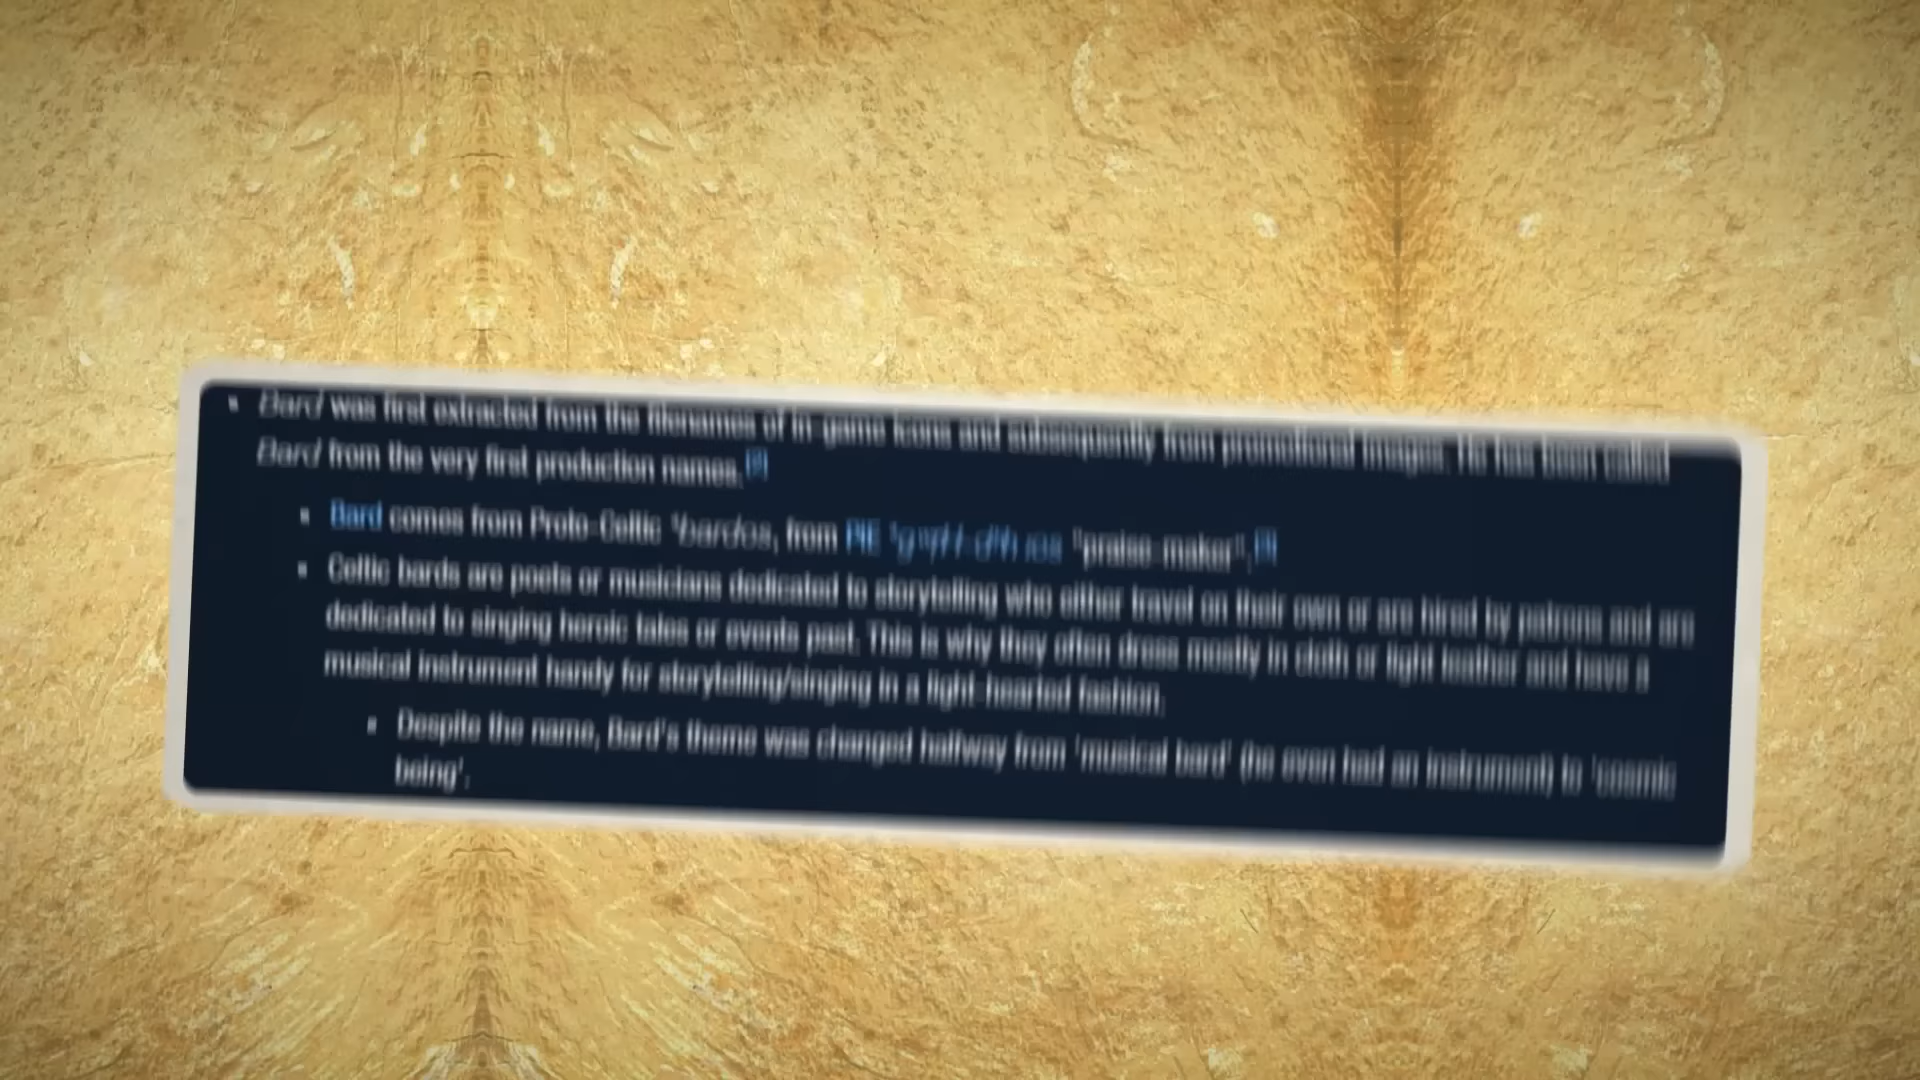 Bard was first extracted from the filenames of in-game icons and subsequently from promotional images. He has been called
Bard from the very first production names.
Bard comes from Proto-Celtic *bardos, from PIE "praise-maker".
Celtic bards are poets or musicians dedicated to storytelling who either travel on their own or are hired by patrons and are
dedicated to singing heroic tales or events past. This is why they often dress mostly in cloth or light leather and have a
musical instrument handy for storytelling/singing in a light-hearted fashion.
Despite the name, Bard's theme was changed halfway from 'musical bard' (he even had an instrument) to 'cosmic
being'.